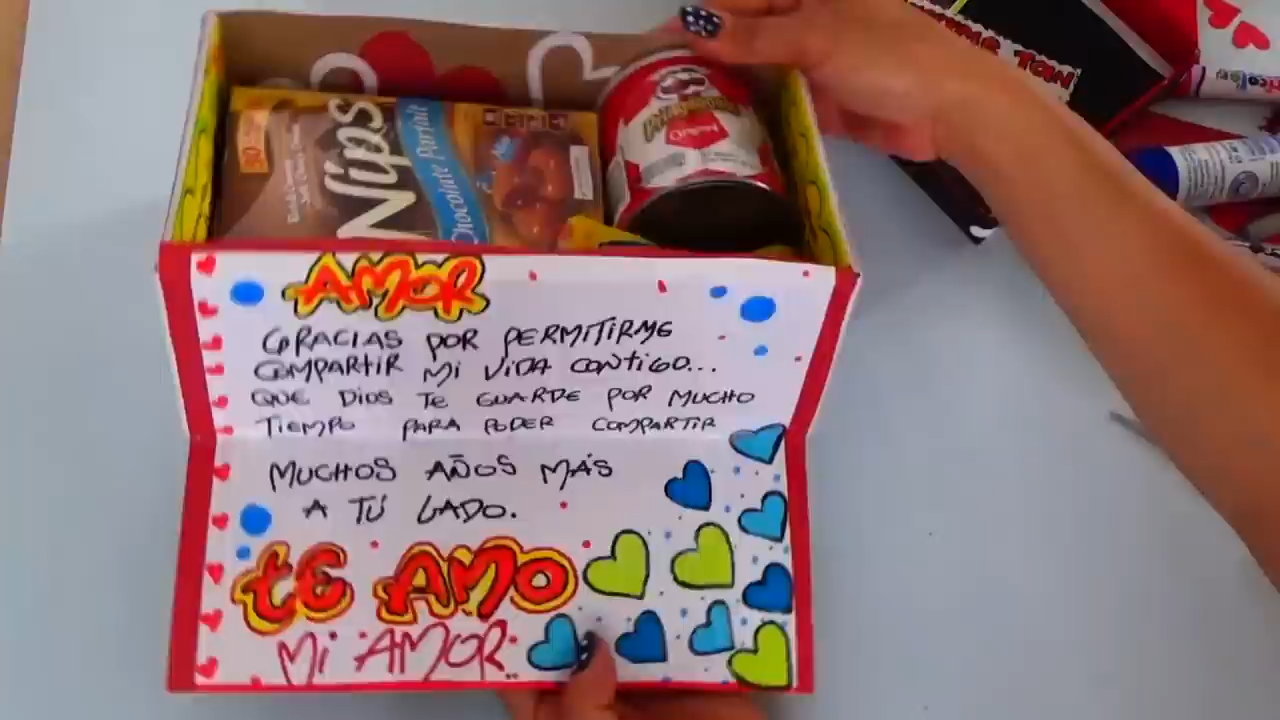 Nips
Chocolate Parfait
Original
AMOR
GRACIAS POR PERMITIRME
COMPARTIR MI VIDA CONTIGO...
QUE DIOS TE GUARDE POR MUCHO
TIEMPO PARA PODER COMPARTIR
MUCHOS AÑOS MÁS
A TÚ LADO.
TE AMO
MI AMOR..